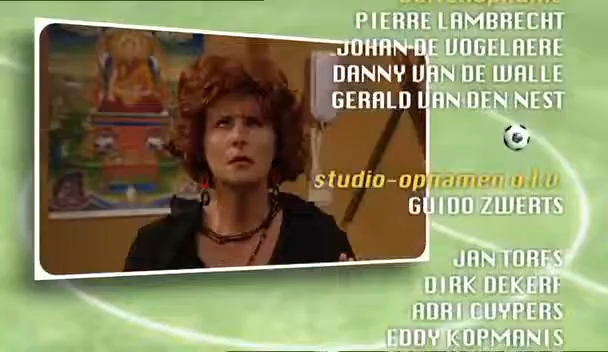 PIERRE LAMBRECHT
JOHAN DE VOGELAERE
DANNY VAN DE WALLE
GERALD VAN DEN NEST
studio-opnamen o.l.v.
GUIDO ZWERTS
JAN TORFS
DIRK DEKERF
ADRI CUYPERS
EDDY KOPMANIS